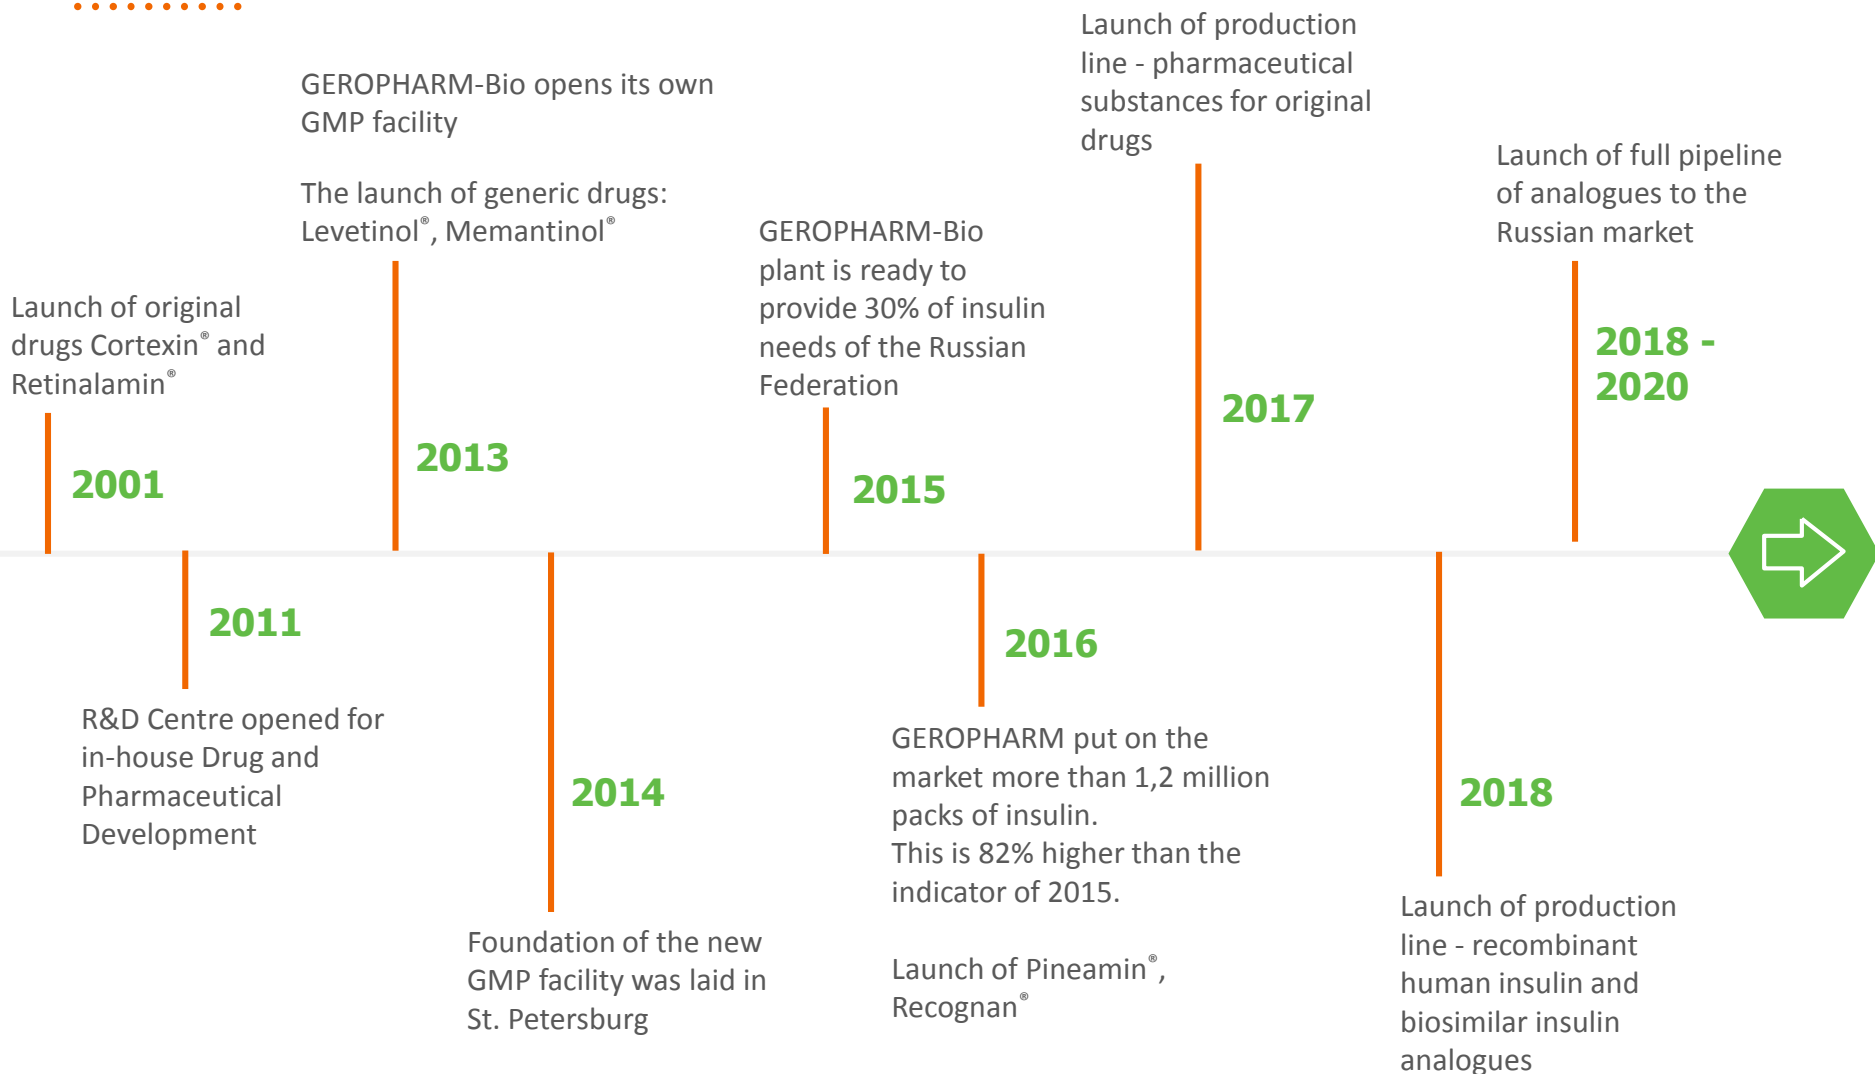 Launch of original
drugs Cortexin® and
Retinalamin®
2001
2011
R&D Centre opened for
in-house Drug and
Pharmaceutical
Development
GEROPHARM-Bio opens its own
GMP facility
The launch of generic drugs:
Levetinol®, Memantinol®
2013
2014
Foundation of the new
GMP facility was laid in
St. Petersburg
GEROPHARM-Bio
plant is ready to
provide 30% of insulin
needs of the Russian
Federation
2015
2016
GEROPHARM put on the
market more than 1,2 million
packs of insulin.
This is 82% higher than the
indicator of 2015.
Launch of Pineamin®,
Recognan®
Launch of production
line - pharmaceutical
substances for original
drugs
2017
2018
Launch of production
line - recombinant
human insulin and
biosimilar insulin
analogues
Launch of full pipeline
of analogues to the
Russian market
2018 -
2020